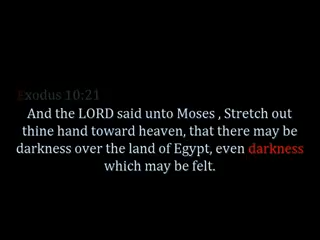 Exodus 10:21
And the LORD said unto Moses , Stretch out
thine hand toward heaven, that there may be
darkness over the land of Egypt, even darkness
which may be felt.